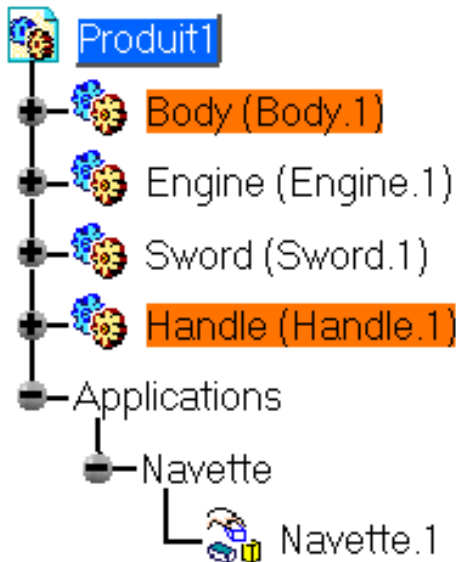 Produit1
Body (Body.1)
Engine (Engine.1)
Sword (Sword.1)
Handle (Handle.1)
Applications
Navette
Navette.1